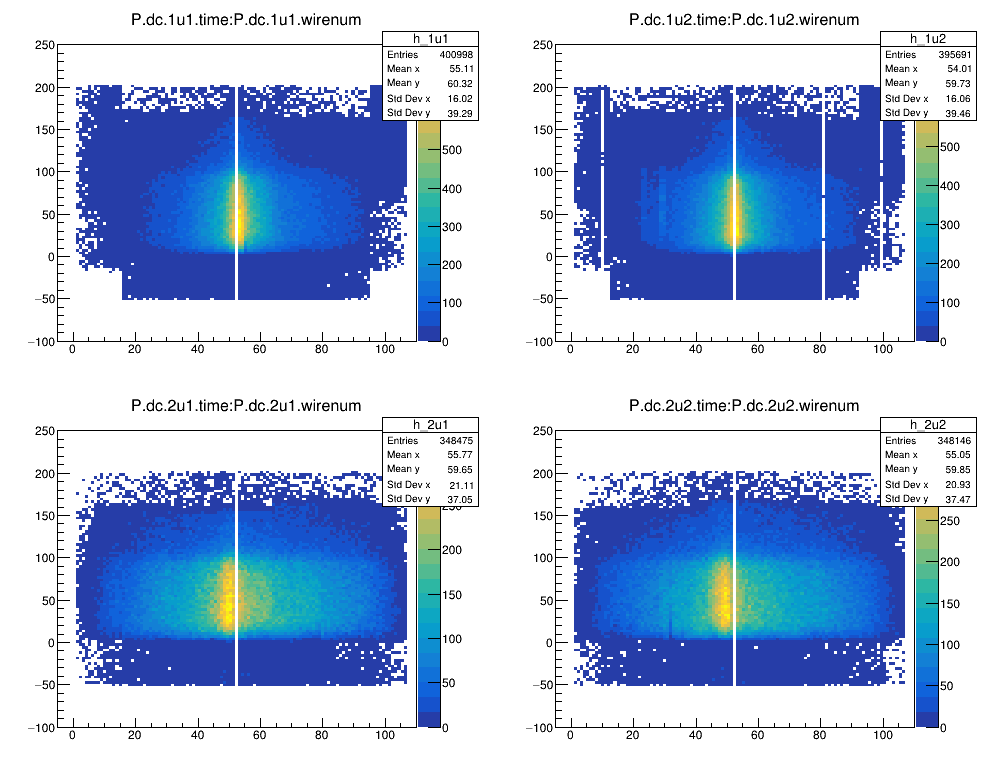 P.dc.1u1.time:P.dc.1u1.wirenum
h_1u1
Entries 400998
Mean x 55.11
Mean y 60.32
Std Dev x 16.02
Std Dev y 39.29
250
200
150
100
50
0
−50
−100
0 20 40 60 80 100
500
400
300
200
100
0
P.dc.1u2.time:P.dc.1u2.wirenum
h_1u2
Entries 395691
Mean x 54.01
Mean y 59.73
Std Dev x 16.06
Std Dev y 39.46
250
200
150
100
50
0
−50
−100
0 20 40 60 80 100
500
400
300
200
100
0
P.dc.2u1.time:P.dc.2u1.wirenum
h_2u1
Entries 348475
Mean x 55.77
Mean y 59.65
Std Dev x 21.11
Std Dev y 37.05
250
200
150
100
50
0
−50
−100
0 20 40 60 80 100
250
200
150
100
50
0
P.dc.2u2.time:P.dc.2u2.wirenum
h_2u2
Entries 348146
Mean x 55.05
Mean y 59.85
Std Dev x 20.93
Std Dev y 37.47
250
200
150
100
50
0
−50
−100
0 20 40 60 80 100
250
200
150
100
50
0